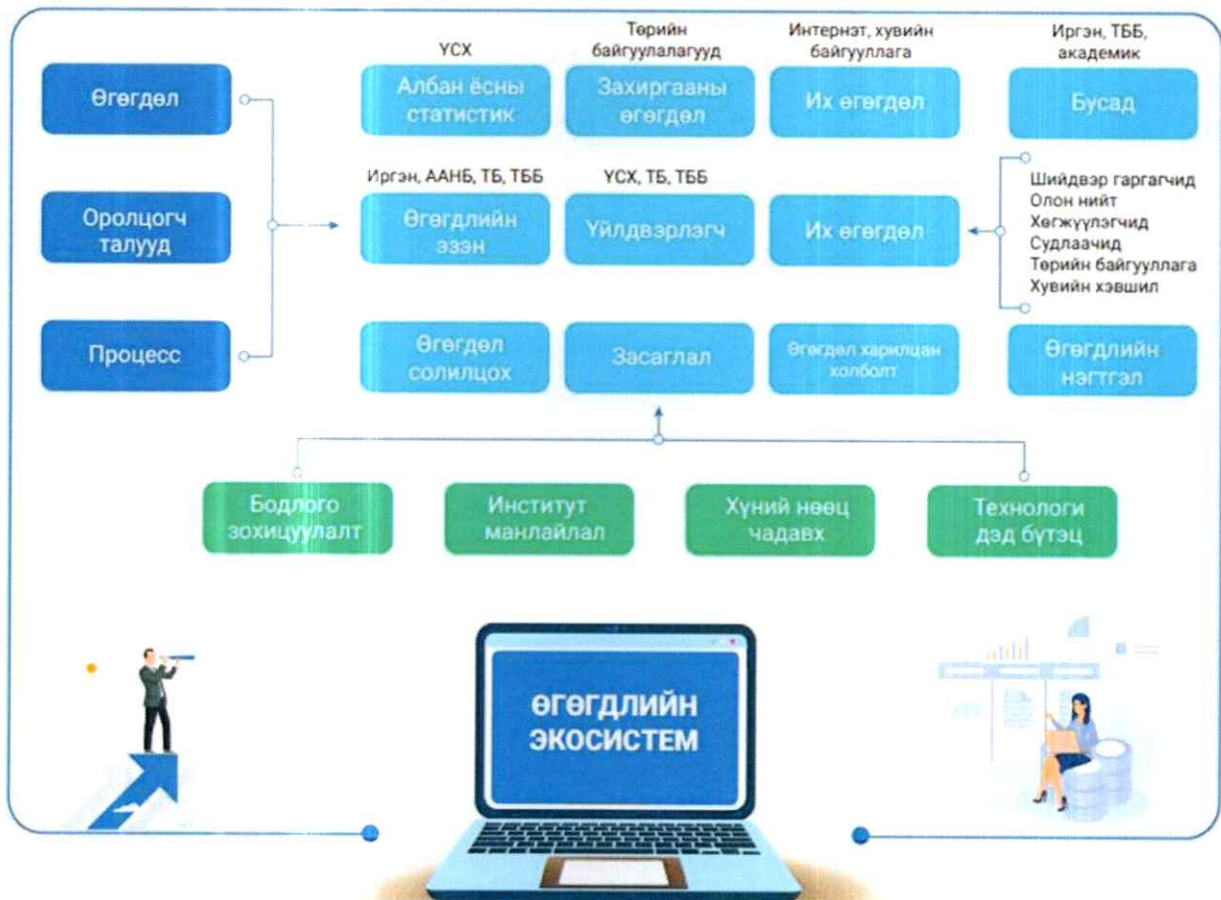 ҮСХ
Төрийн
байгуулалагууд
Интернэт, хувийн
байгууллага
Иргэн, ТББ,
академик
Өгөгдөл
Албан ёсны
статистик
Захиргааны
өгөгдөл
Их өгөгдөл
Бусад
Иргэн, ААНБ, ТБ, ТББ
ҮСХ, ТБ, ТББ
Оролцогч
талууд
Өгөгдлийн
эзэн
Үйлдвэрлэгч
Их өгөгдөл
Шийдвэр гаргагчид
Олон нийт
Хөгжүүлэгчид
Судлаачид
Төрийн байгууллага
Хувийн хэвшил
Процесс
Өгөгдөл
солилцох
Засаглал
Өгөгдөл харилцан
холболт
Өгөгдлийн
нэгтгэл
Бодлого
зохицуулалт
Институт
манлайлал
Хүний нөөц
чадавх
Технологи
дэд бүтэц
ӨГӨГДЛИЙН
ЭКОСИСТЕМ